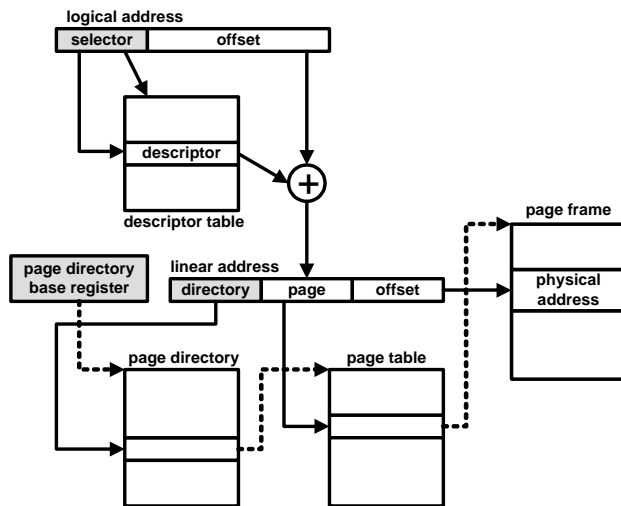 logical address
selector
offset
descriptor
+
descriptor table
page frame
page directory
base register
linear address
directory
page
offset
physical
address
page directory
page table